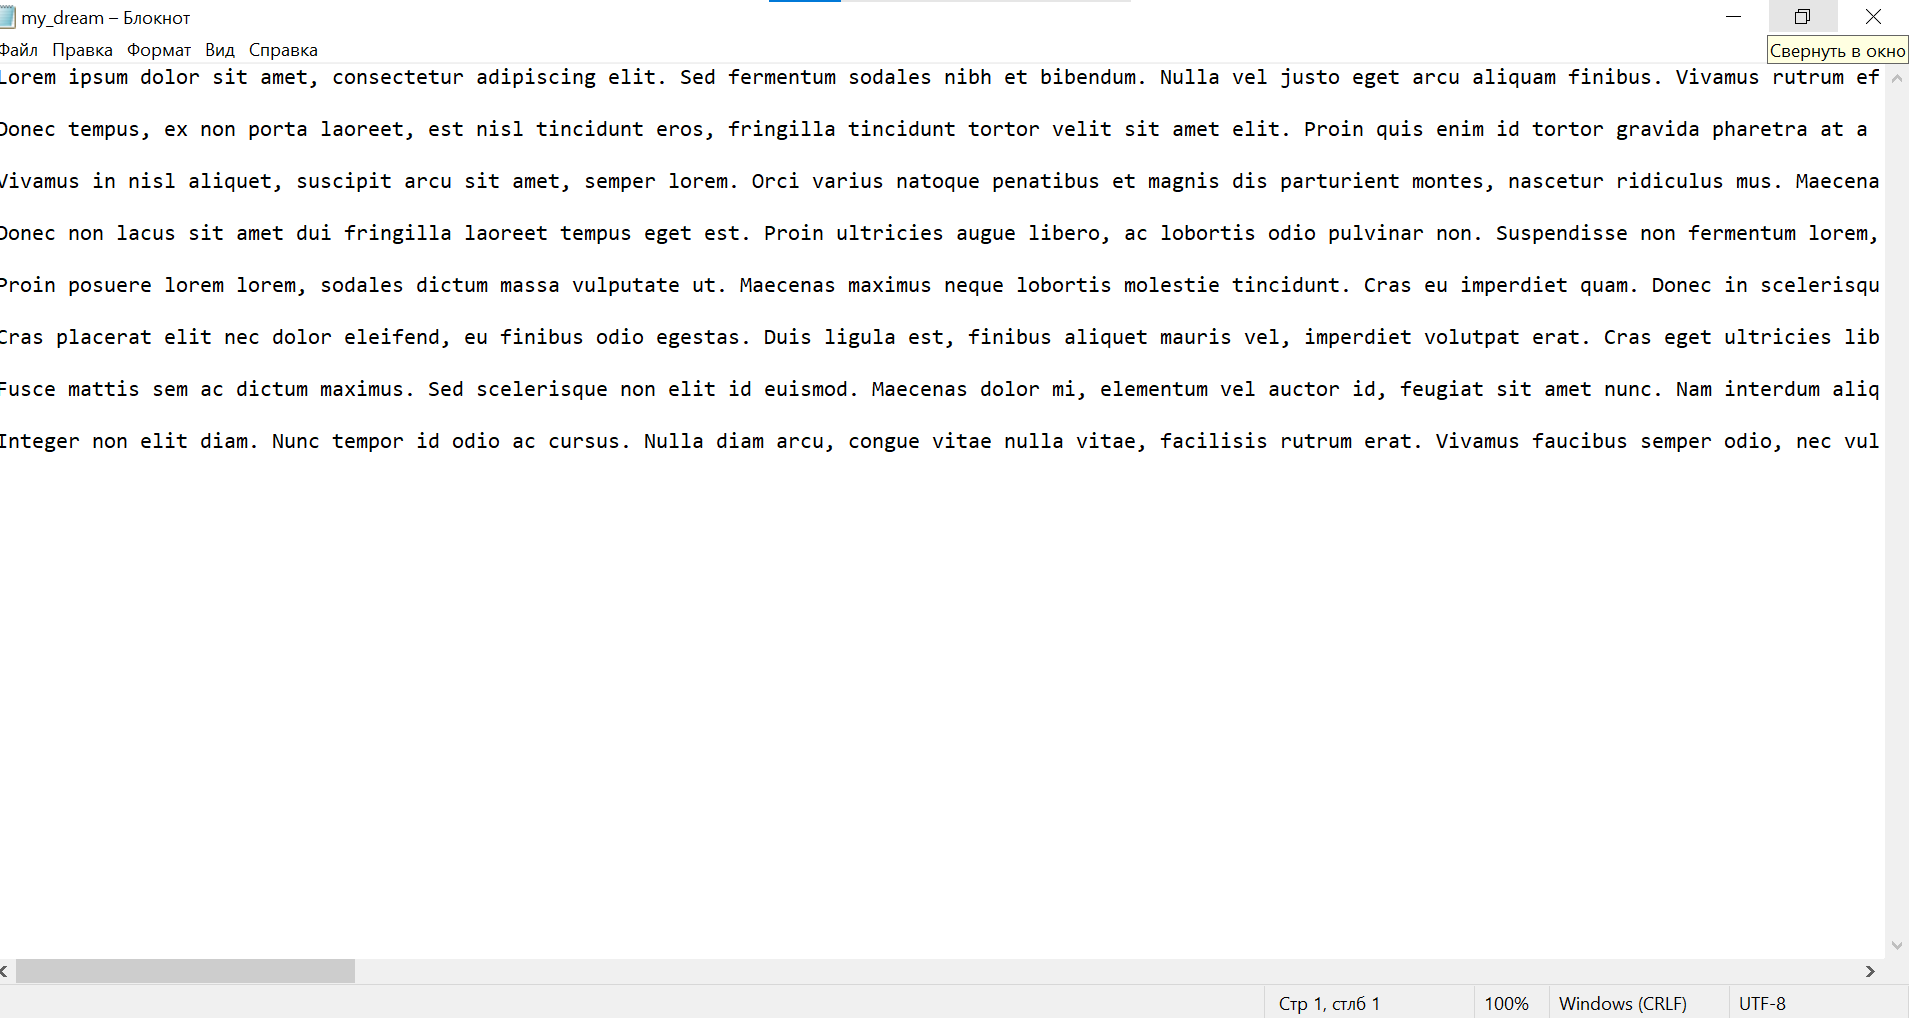 my_dream – Блокнот
Файл Правка Формат Вид Справка
Свернуть в окно
Lorem ipsum dolor sit amet, consectetur adipiscing elit. Sed fermentum sodales nibh et bibendum. Nulla vel justo eget arcu aliquam finibus. Vivamus rutrum ef
Donec tempus, ex non porta laoreet, est nisl tincidunt eros, fringilla tincidunt tortor velit sit amet elit. Proin quis enim id tortor gravida pharetra at a
Vivamus in nisl aliquet, suscipit arcu sit amet, semper lorem. Orci varius natoque penatibus et magnis dis parturient montes, nascetur ridiculus mus. Maecena
Donec non lacus sit amet dui fringilla laoreet tempus eget est. Proin ultricies augue libero, ac lobortis odio pulvinar non. Suspendisse non fermentum lorem,
Proin posuere lorem lorem, sodales dictum massa vulputate ut. Maecenas maximus neque lobortis molestie tincidunt. Cras eu imperdiet quam. Donec in scelerisqu
Cras placerat elit nec dolor eleifend, eu finibus odio egestas. Duis ligula est, finibus aliquet mauris vel, imperdiet volutpat erat. Cras eget ultricies lib
Fusce mattis sem ac dictum maximus. Sed scelerisque non elit id euismod. Maecenas dolor mi, elementum vel auctor id, feugiat sit amet nunc. Nam interdum aliq
Integer non elit diam. Nunc tempor id odio ac cursus. Nulla diam arcu, congue vitae nulla vitae, facilisis rutrum erat. Vivamus faucibus semper odio, nec vul
Стр 1, стлб 1 100% Windows (CRLF) UTF-8